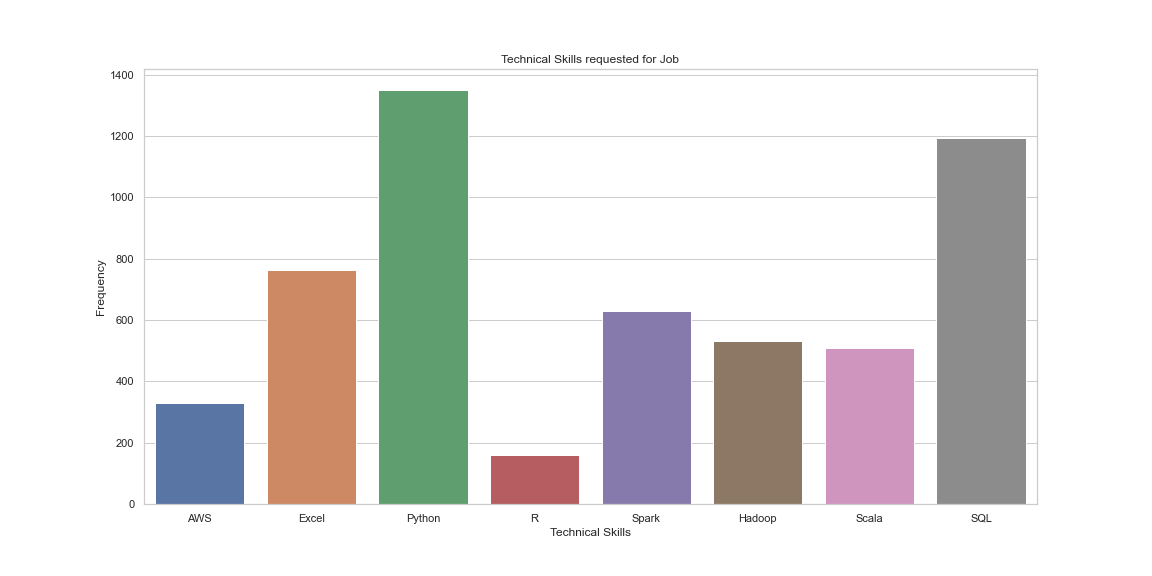 Technical Skills requested for Job
1400
1200
1000
800
600
400
200
0
Frequency
AWS Excel Python R Spark Hadoop Scala SQL
Technical Skills